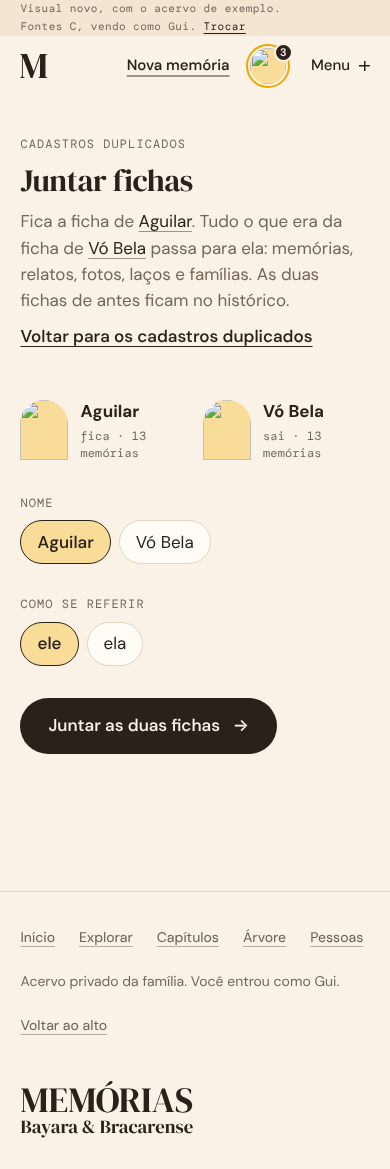 Visual novo, com o acervo de exemplo.
Fontes C, vendo como Gui. Trocar
M
Nova memória
3
Menu +
CADASTROS DUPLICADOS
Juntar fichas
Fica a ficha de Aguilar. Tudo o que era da
ficha de Vó Bela passa para ela: memórias,
relatos, fotos, laços e famílias. As duas
fichas de antes ficam no histórico.
Voltar para os cadastros duplicados
Aguilar
fica · 13
memórias
Vó Bela
sai · 13
memórias
NOME
Aguilar
Vó Bela
COMO SE REFERIR
ele
ela
Juntar as duas fichas →
Início
Explorar
Capítulos
Árvore
Pessoas
Acervo privado da família. Você entrou como Gui.
Voltar ao alto
MEMÓRIAS
Bayara & Bracarense